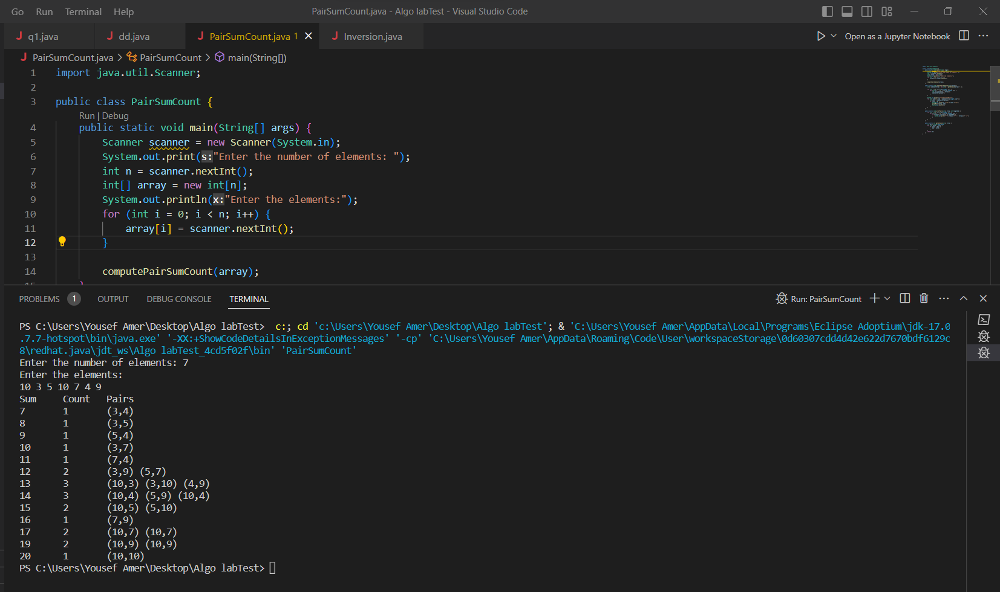 Go Run Terminal Help PairSumCount.java - Algo labTest - Visual Studio Code
q1.java dd.java PairSumCount.java 1 Inversion.java Open as a Jupyter Notebook
PairSumCount.java > PairSumCount > main(String[])
1 import java.util.Scanner;
2
3 public class PairSumCount {
Run | Debug
4 public static void main(String[] args) {
5 Scanner scanner = new Scanner(System.in);
6 System.out.print(s:"Enter the number of elements: ");
7 int n = scanner.nextInt();
8 int[] array = new int[n];
9 System.out.println(x:"Enter the elements:");
10 for (int i = 0; i < n; i++) {
11 array[i] = scanner.nextInt();
12 }
13
14 computePairSumCount(array);
15 }
PROBLEMS 1 OUTPUT DEBUG CONSOLE TERMINAL Run: PairSumCount
PS C:\Users\Yousef Amer\Desktop\Algo labTest>  c:; cd 'c:\Users\Yousef Amer\Desktop\Algo labTest'; & 'C:\Users\Yousef Amer\AppData\Local\Programs\Eclipse Adoptium\jdk-17.0
.7.7-hotspot\bin\java.exe' '-XX:+ShowCodeDetailsInExceptionMessages' '-cp' 'C:\Users\Yousef Amer\AppData\Roaming\Code\User\workspaceStorage\0d60307cdd4d42e622d7670bdf6129c
8\redhat.java\jdt_ws\Algo labTest_4cd5f02f\bin' 'PairSumCount'
Enter the number of elements: 7
Enter the elements:
10 3 5 10 7 4 9
Sum Count Pairs
7 1 (3,4)
8 1 (3,5)
9 1 (5,4)
10 1 (3,7)
11 1 (7,4)
12 2 (3,9) (5,7)
13 3 (10,3) (3,10) (4,9)
14 3 (10,4) (5,9) (10,4)
15 2 (10,5) (5,10)
16 1 (7,9)
17 2 (10,7) (10,7)
19 2 (10,9) (10,9)
20 1 (10,10)
PS C:\Users\Yousef Amer\Desktop\Algo labTest>